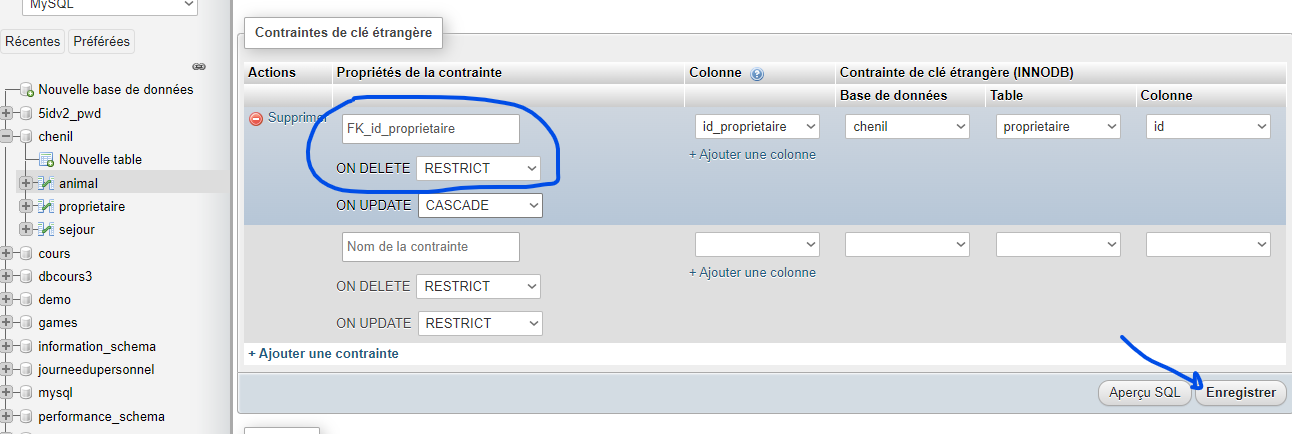 MySQL
Récentes Préférées
Nouvelle base de données
5idv2_pwd
chenil
Nouvelle table
animal
proprietaire
sejour
cours
dbcours3
demo
games
information_schema
journeedupersonnel
mysql
performance_schema
Contraintes de clé étrangère
Actions Propriétés de la contrainte Colonne Contrainte de clé étrangère (INNODB)
Base de données Table Colonne
Supprimer FK_id_proprietaire id_proprietaire chenil proprietaire id
+ Ajouter une colonne
ON DELETE RESTRICT
ON UPDATE CASCADE
Nom de la contrainte
+ Ajouter une colonne
ON DELETE RESTRICT
ON UPDATE RESTRICT
+ Ajouter une contrainte
Aperçu SQL Enregistrer